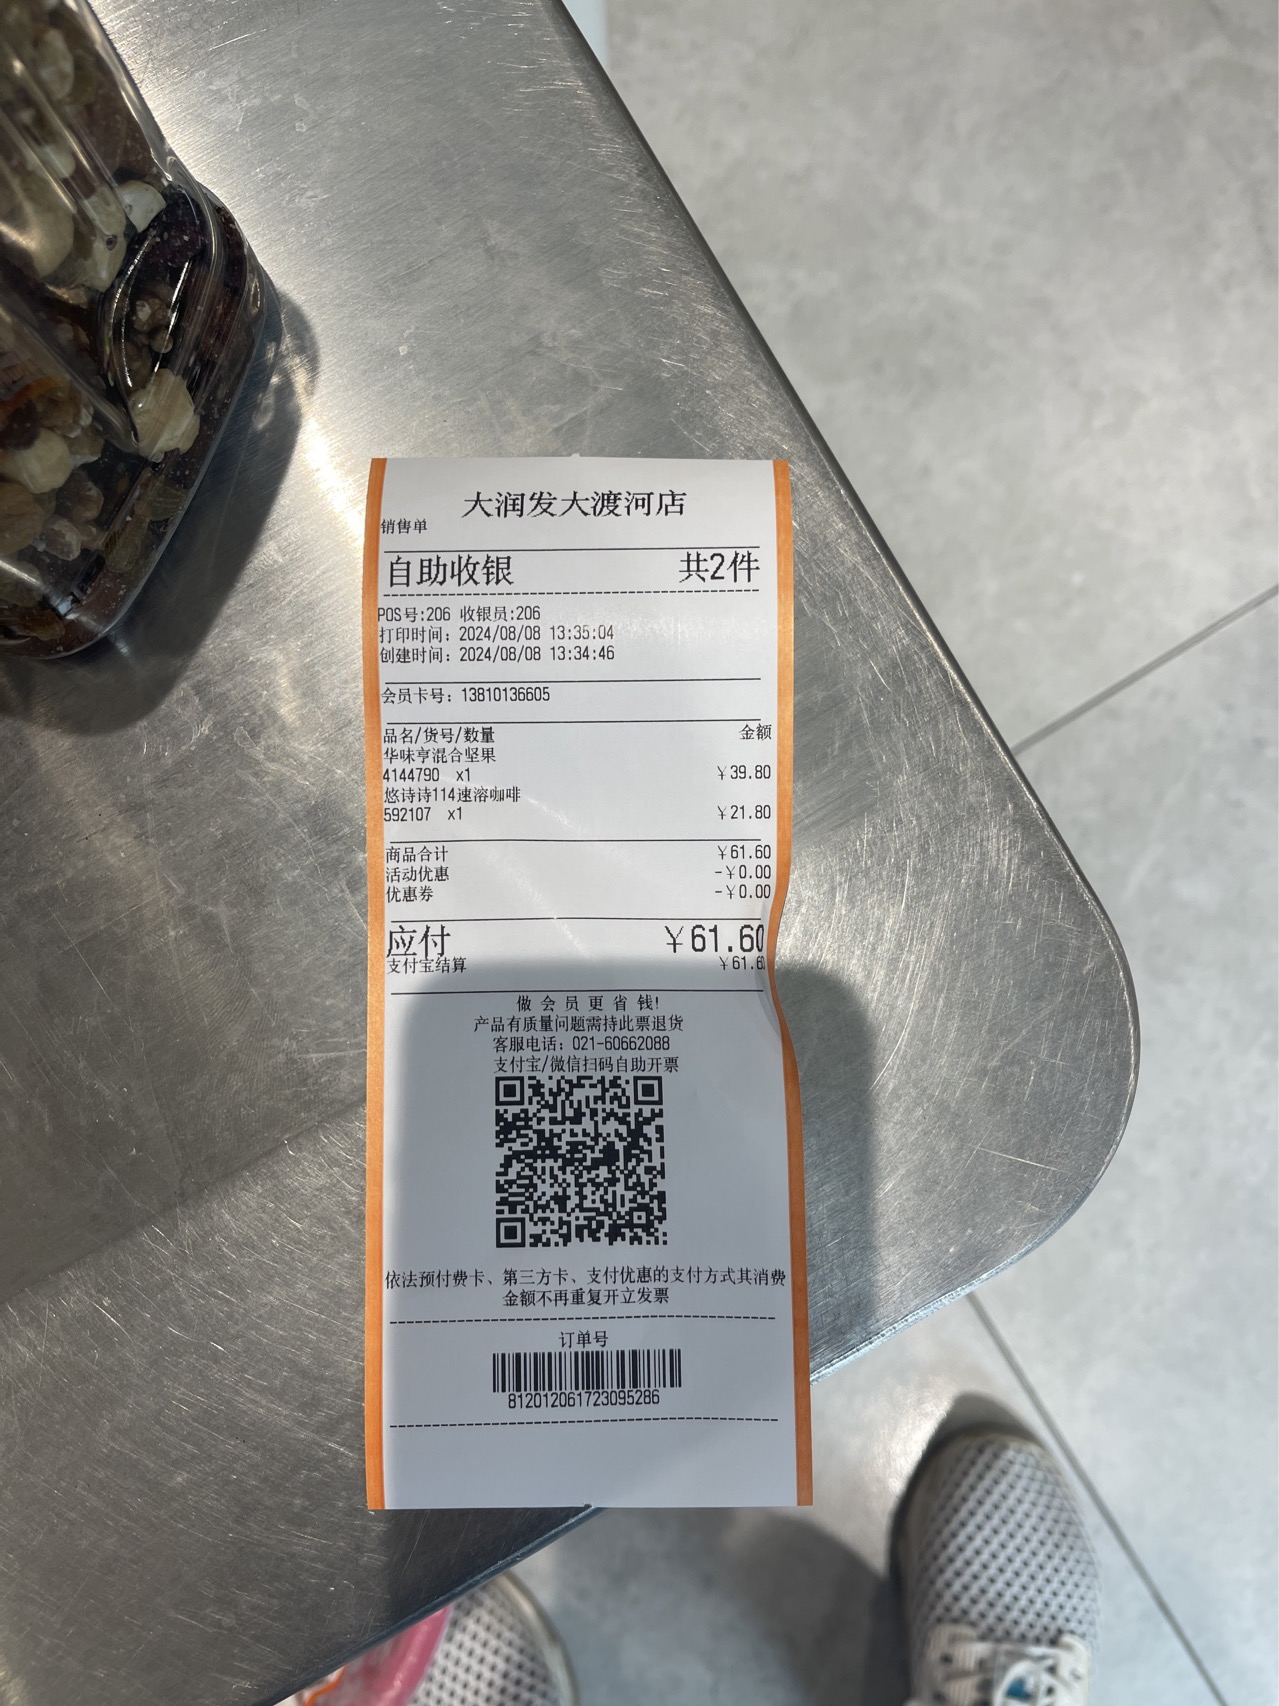 大润发大渡河店
销售单
自助收银 共2件
POS号:206 收银员:206
打印时间: 2024/08/08 13:35:04
创建时间: 2024/08/08 13:34:46
会员卡号: 13810136605
品名/货号/数量 金额
华味亨混合坚果
4144790 x1 ¥39.80
悠诗诗114速溶咖啡
592107 x1 ¥21.80
商品合计 ¥61.60
活动优惠 -¥0.00
优惠券 -¥0.00
应付 ¥61.60
支付宝结算 ¥61.60
做 会 员 更 省 钱!
产品有质量问题需持此票退货
客服电话: 021-60662088
支付宝/微信扫码自助开票
依法预付费卡、第三方卡、支付优惠的支付方式其消费
金额不再重复开立发票
订单号
812012061723095286